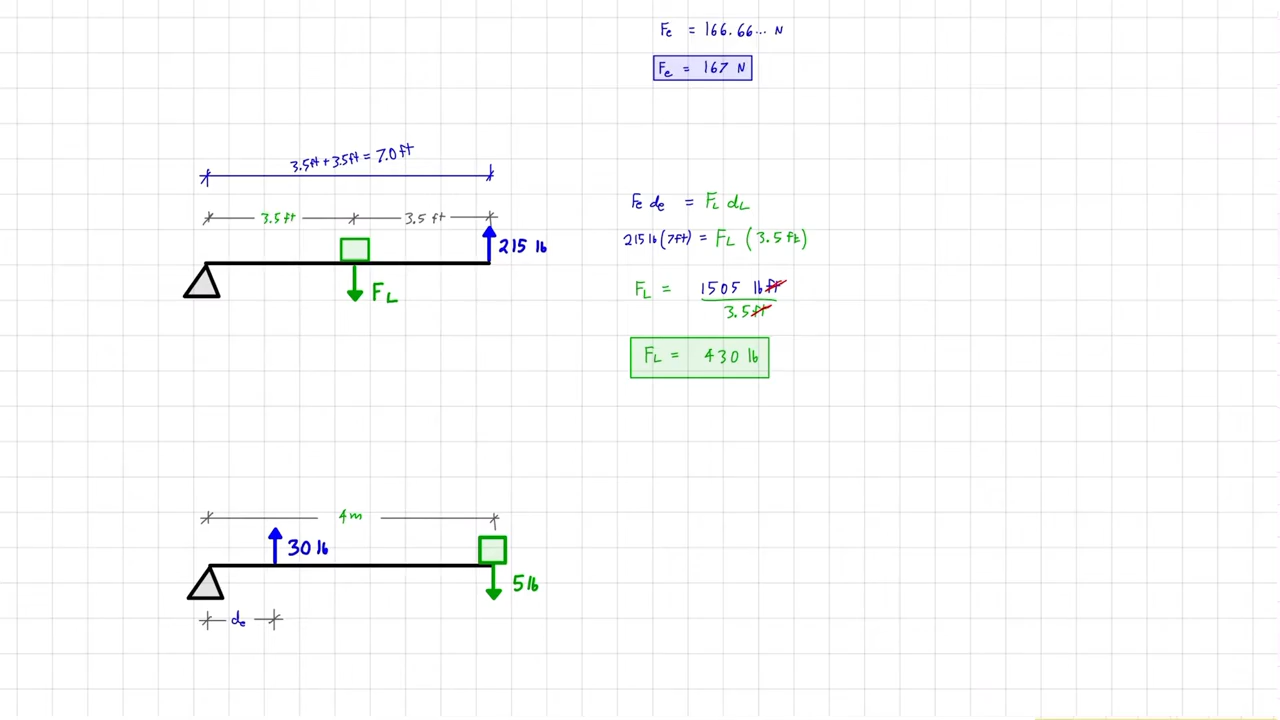 Fe = 166.66... N
Fe = 167 N
3.5ft + 3.5ft = 7.0 ft
3.5 ft 3.5 ft
215 lb
FL
Fe de = FL dL
215 lb (7ft) = FL (3.5 ft)
FL = 1505 lb ft
3.5 ft
FL = 430 lb
4 m
30 lb
5 lb
de